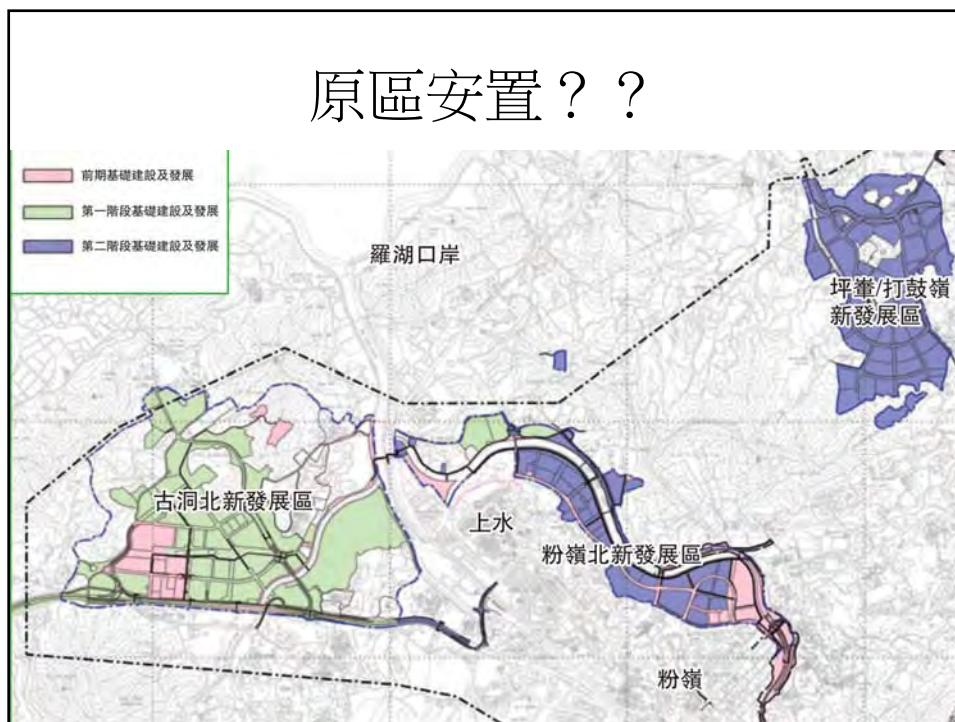 原區安置？？
前期基礎建設及發展
第一階段基礎建設及發展
第二階段基礎建設及發展
羅湖口岸
坪輋/打鼓嶺
新發展區
古洞北新發展區
上水
粉嶺北新發展區
粉嶺